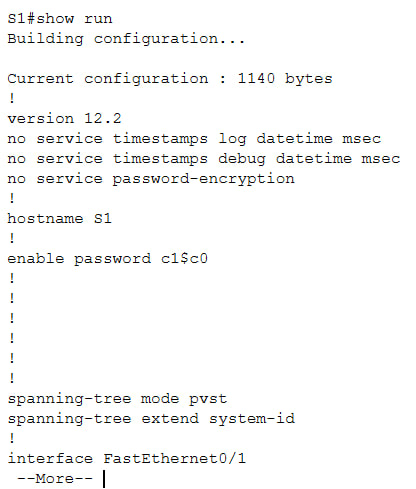 S1#show run
Building configuration...
Current configuration : 1140 bytes
!
version 12.2
no service timestamps log datetime msec
no service timestamps debug datetime msec
no service password-encryption
!
hostname S1
!
enable password c1$c0
!
!
!
!
!
!
spanning-tree mode pvst
spanning-tree extend system-id
!
interface FastEthernet0/1
--More--